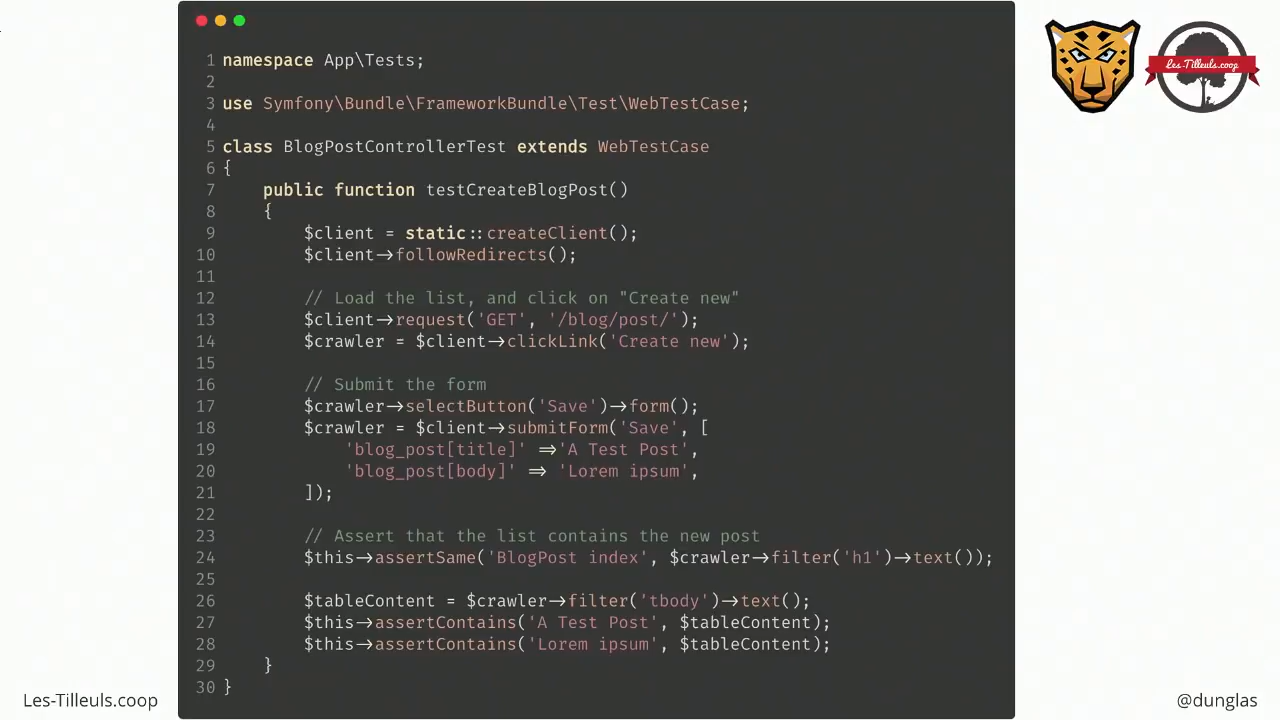 1 namespace App\Tests;
2
3 use Symfony\Bundle\FrameworkBundle\Test\WebTestCase;
4
5 class BlogPostControllerTest extends WebTestCase
6 {
7     public function testCreateBlogPost()
8     {
9         $client = static::createClient();
10         $client->followRedirects();
11
12         // Load the list, and click on "Create new"
13         $client->request('GET', '/blog/post/');
14         $crawler = $client->clickLink('Create new');
15
16         // Submit the form
17         $crawler->selectButton('Save')->form();
18         $crawler = $client->submitForm('Save', [
19             'blog_post[title]' =>'A Test Post',
20             'blog_post[body]' => 'Lorem ipsum',
21         ]);
22
23         // Assert that the list contains the new post
24         $this->assertSame('BlogPost index', $crawler->filter('h1')->text());
25
26         $tableContent = $crawler->filter('tbody')->text();
27         $this->assertContains('A Test Post', $tableContent);
28         $this->assertContains('Lorem ipsum', $tableContent);
29     }
30 }
Les-Tilleuls.coop
Les-Tilleuls.coop
@dunglas